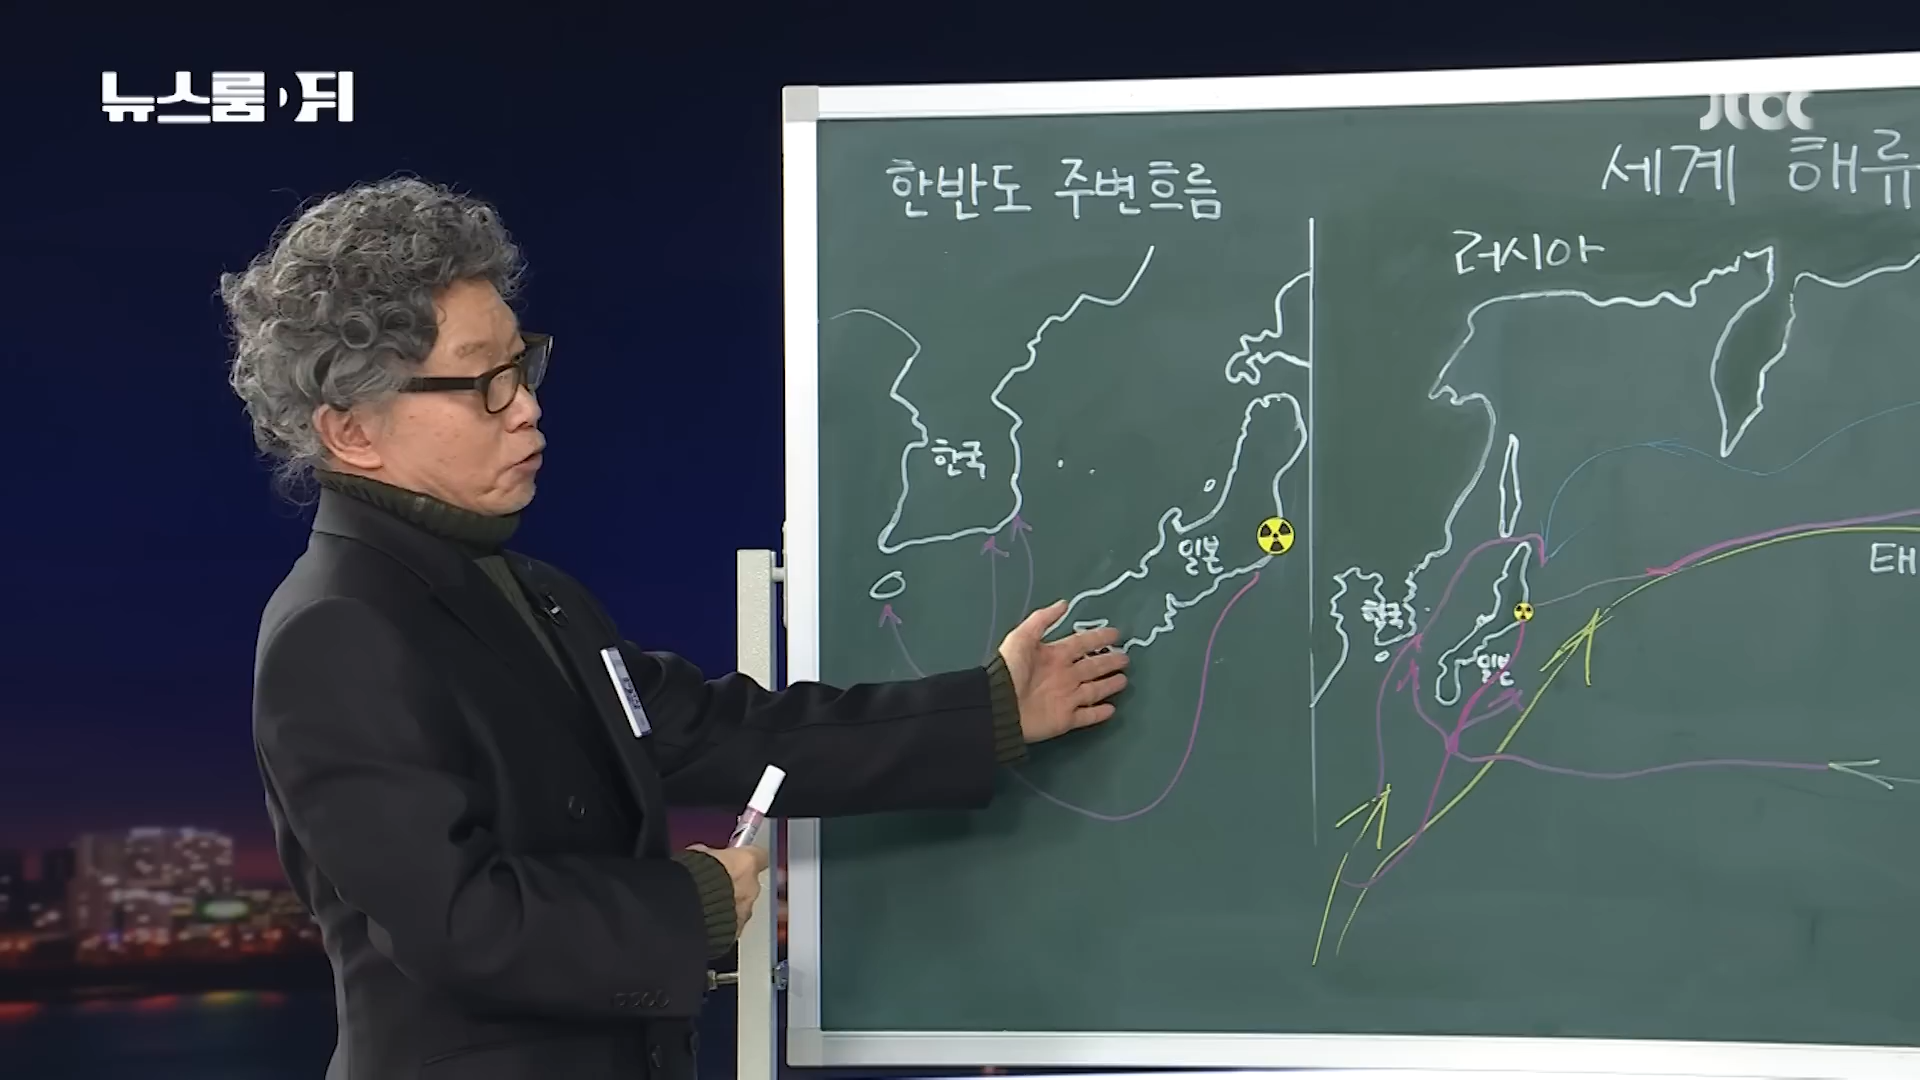 뉴스룸 뒤
jtbc
한반도 주변흐름
세계 해류
러시아
한국
일본
태
한국
일본